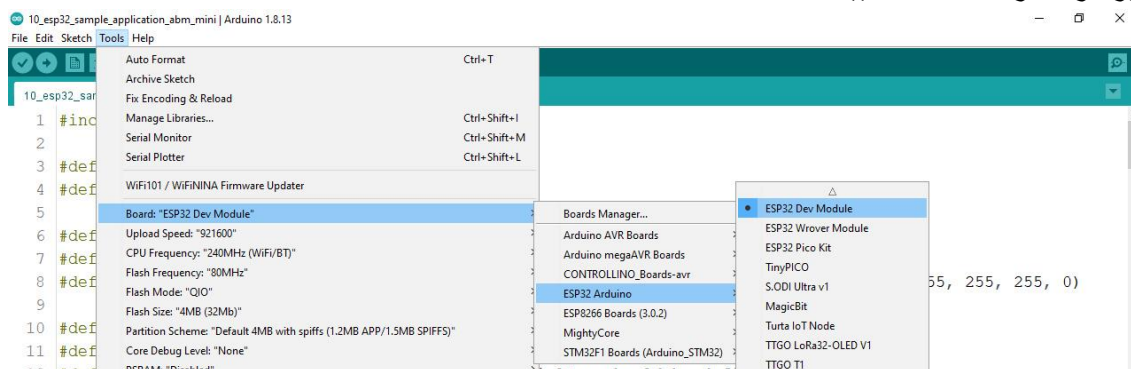 10_esp32_sample_application_abm_mini | Arduino 1.8.13
File Edit Sketch Tools Help
10_esp32_sar
Auto Format Ctrl+T
Archive Sketch
Fix Encoding & Reload
Manage Libraries... Ctrl+Shift+I
Serial Monitor Ctrl+Shift+M
Serial Plotter Ctrl+Shift+L
WiFi101 / WiFiNINA Firmware Updater
Board: "ESP32 Dev Module"
Upload Speed: "921600"
CPU Frequency: "240MHz (WiFi/BT)"
Flash Frequency: "80MHz"
Flash Mode: "QIO"
Flash Size: "4MB (32Mb)"
Partition Scheme: "Default 4MB with spiffs (1.2MB APP/1.5MB SPIFFS)"
Core Debug Level: "None"
PSRAM: "Disabled"
Boards Manager...
Arduino AVR Boards
Arduino megaAVR Boards
CONTROLLINO_Boards-avr
ESP32 Arduino
ESP8266 Boards (3.0.2)
MightyCore
STM32F1 Boards (Arduino_STM32)
ESP32 Dev Module
ESP32 Wrover Module
ESP32 Pico Kit
TinyPICO
S.ODI Ultra v1
MagicBit
Turta IoT Node
TTGO LoRa32-OLED V1
TTGO T1
1 #inc
2
3 #def
4 #def
5
6 #def
7 #def
8 #def 55, 255, 255, 0)
9
10 #def
11 #def